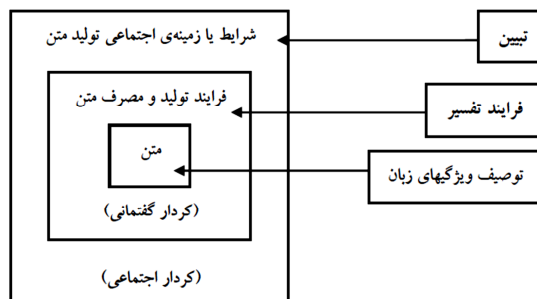 شرایط یا زمینه‌ی اجتماعی تولید متن
تبیین
فرایند تولید و مصرف متن
فرایند تفسیر
متن
توصیف ویژگیهای زبان
(کردار گفتمانی)
(کردار اجتماعی)